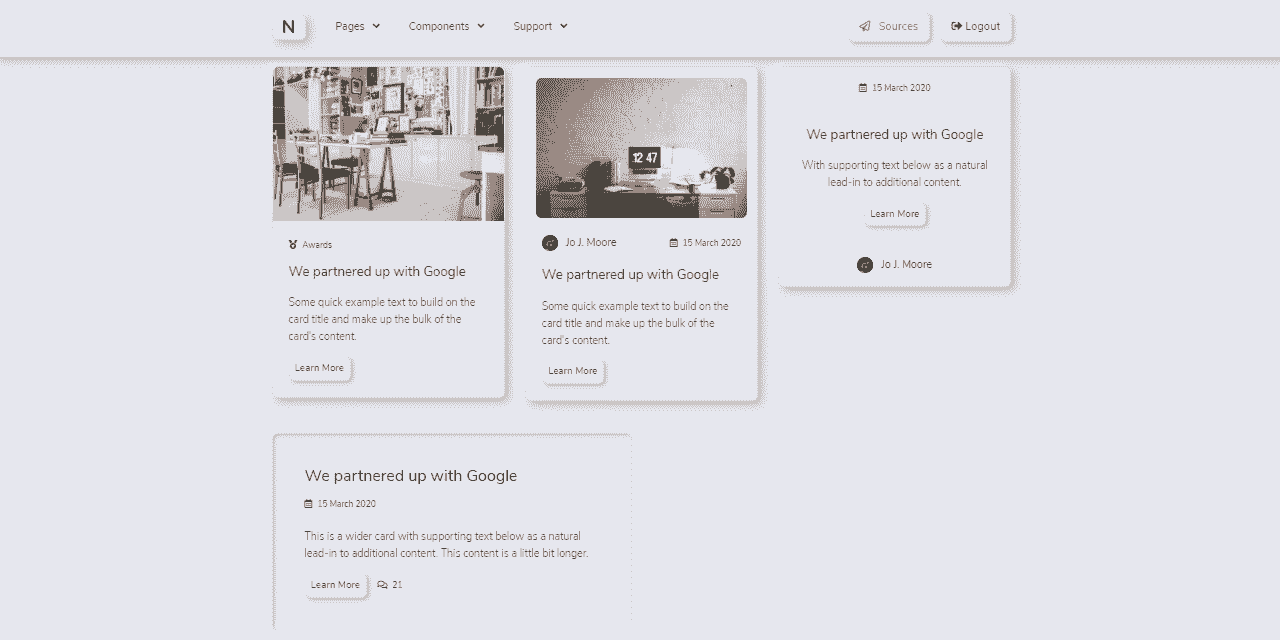 N Pages Components Support Sources Logout
Awards
We partnered up with Google
Some quick example text to build on the
card title and make up the bulk of the
card's content.
Learn More
12 47
Jo J. Moore 15 March 2020
We partnered up with Google
Some quick example text to build on the
card title and make up the bulk of the
card's content.
Learn More
15 March 2020
We partnered up with Google
With supporting text below as a natural
lead-in to additional content.
Learn More
Jo J. Moore
We partnered up with Google
15 March 2020
This is a wider card with supporting text below as a natural
lead-in to additional content. This content is a little bit longer.
Learn More 21